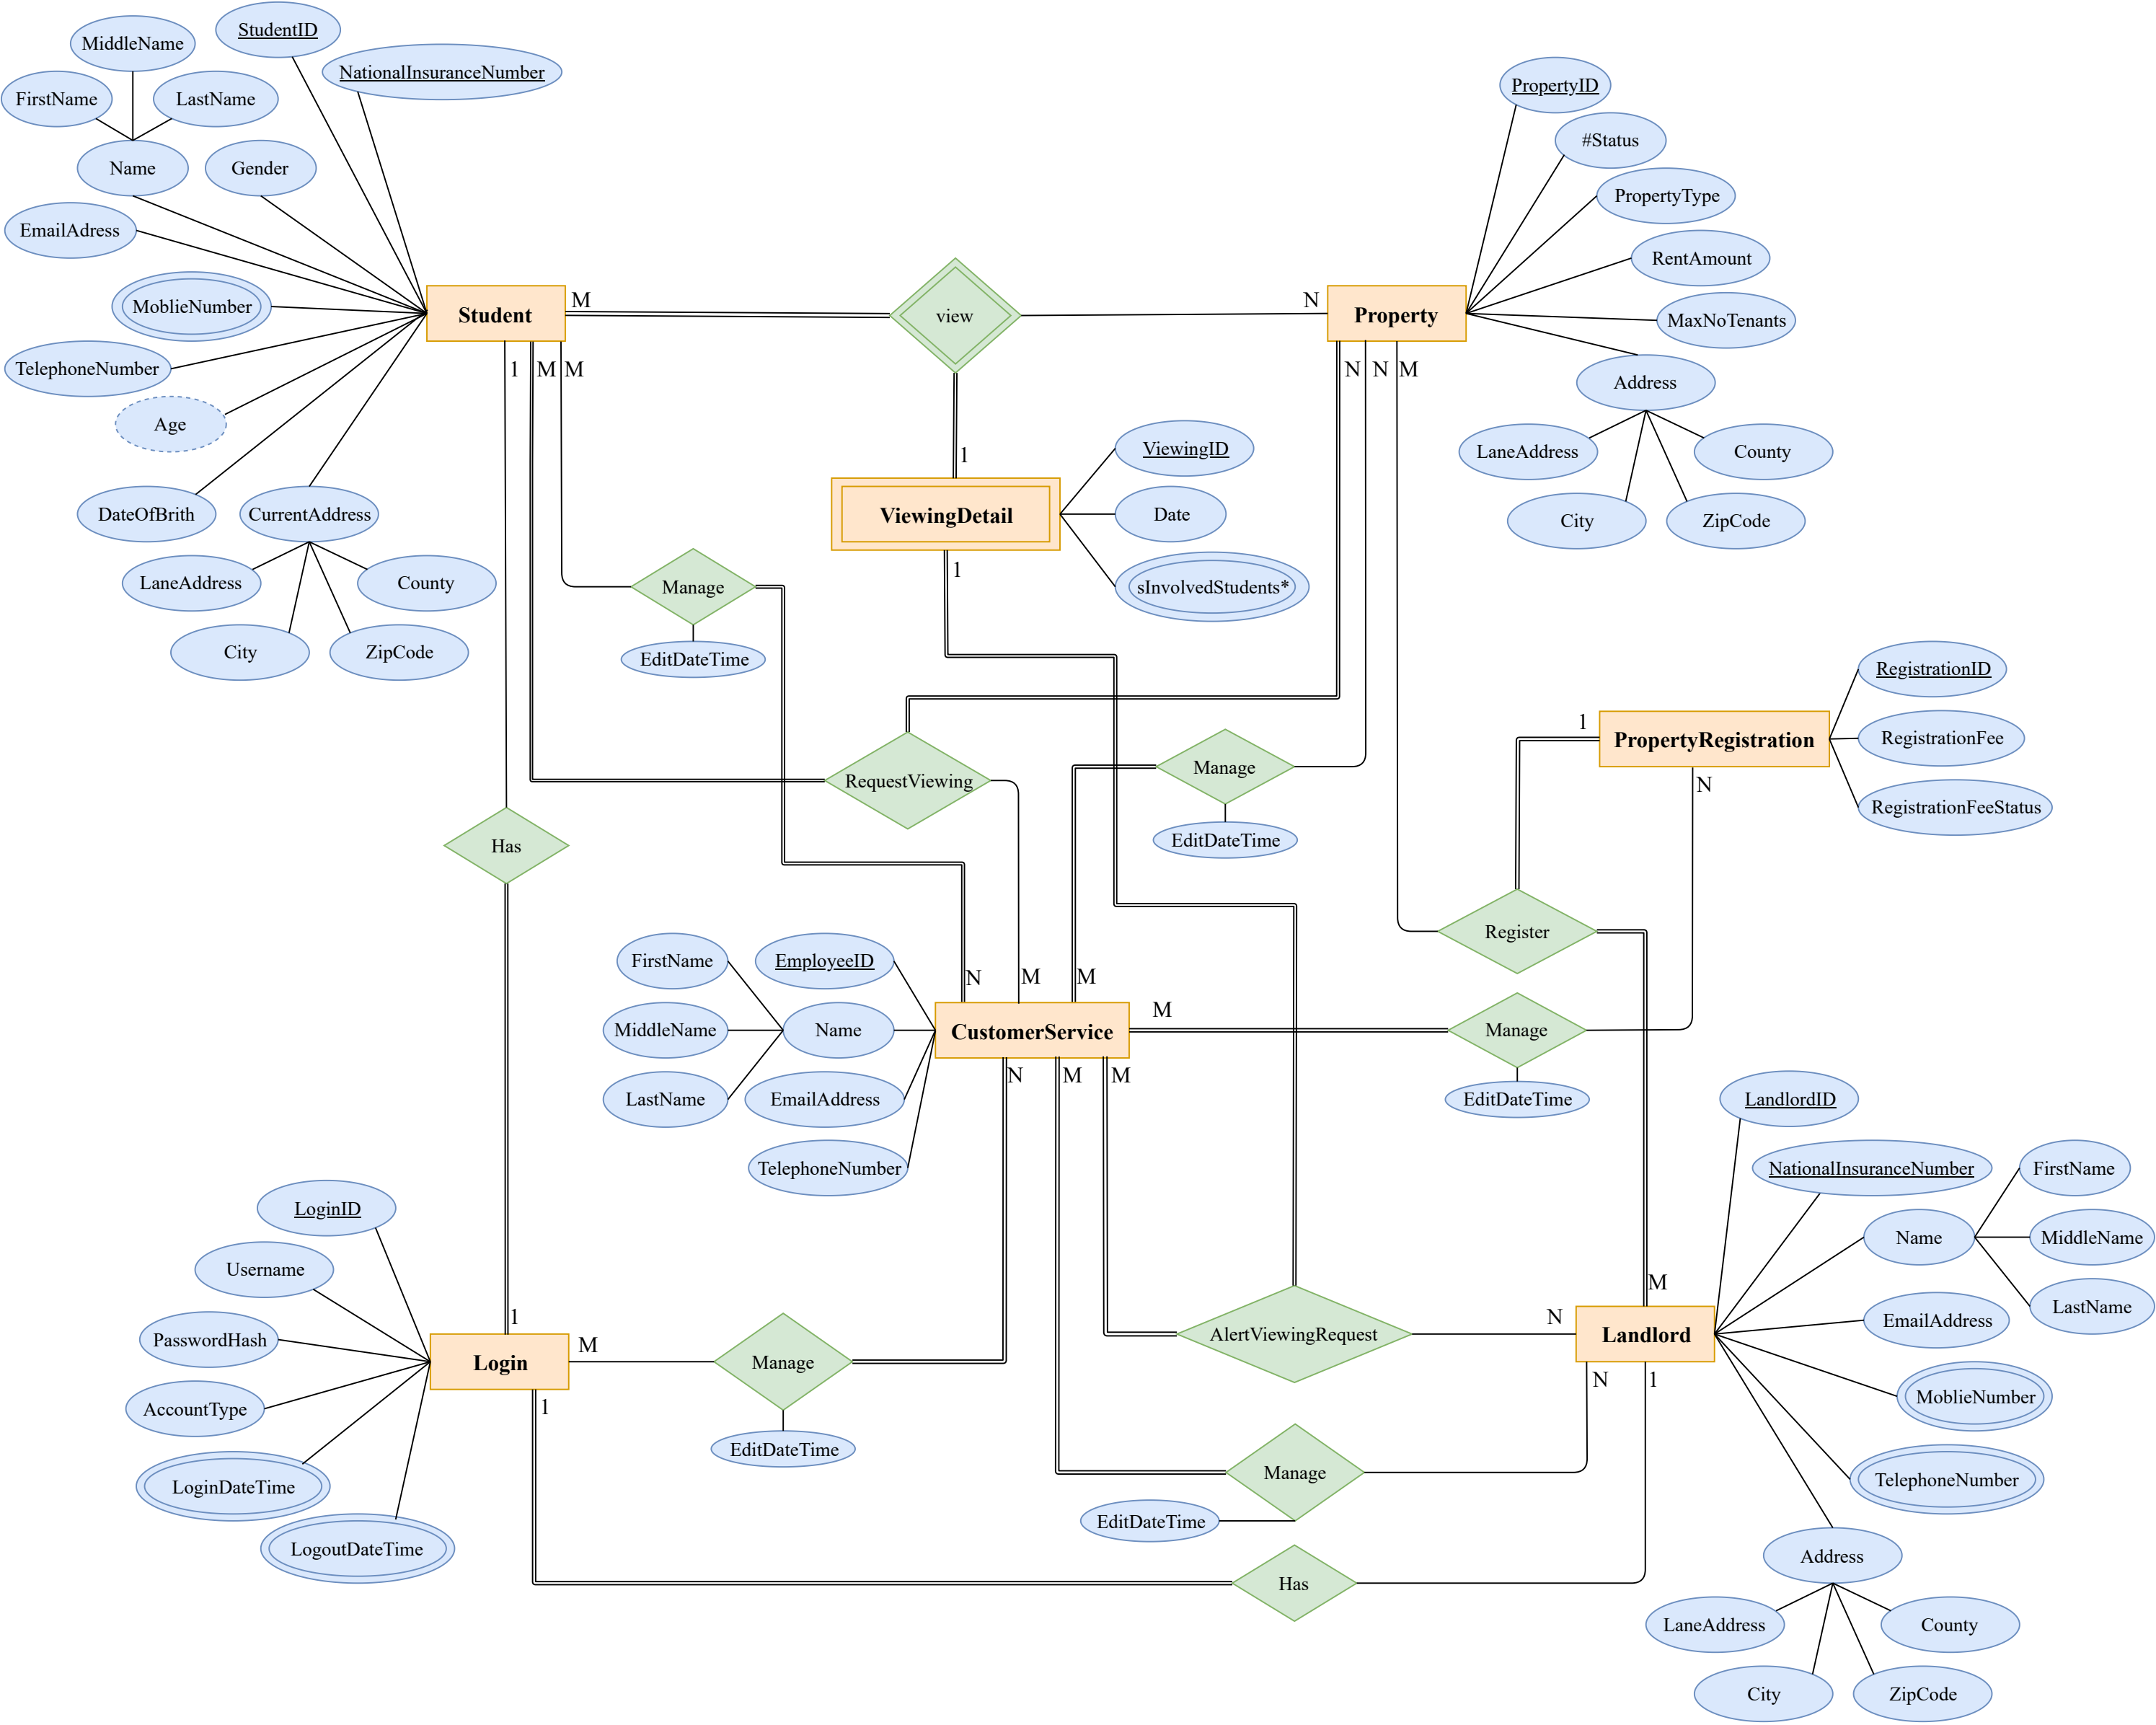 StudentID
MiddleName
NationalInsuranceNumber
FirstName
LastName
Name
Gender
EmailAdress
MoblieNumber
TelephoneNumber
Age
DateOfBrith
CurrentAddress
LaneAddress
County
City
ZipCode
Student
M
1
M
M
view
N
Property
N
N
M
PropertyID
#Status
PropertyType
RentAmount
MaxNoTenants
Address
LaneAddress
County
City
ZipCode
1
ViewingDetail
1
ViewingID
Date
sInvolvedStudents*
Manage
EditDateTime
RequestViewing
Manage
EditDateTime
Has
1
PropertyRegistration
N
RegistrationID
RegistrationFee
RegistrationFeeStatus
Register
Manage
EditDateTime
N
M
M
M
CustomerService
N
M
M
FirstName
EmployeeID
MiddleName
Name
LastName
EmailAddress
TelephoneNumber
LoginID
Username
PasswordHash
AccountType
LoginDateTime
LogoutDateTime
1
Login
M
1
Manage
EditDateTime
AlertViewingRequest
N
M
Landlord
N
1
Manage
EditDateTime
Has
LandlordID
NationalInsuranceNumber
FirstName
Name
MiddleName
LastName
EmailAddress
MoblieNumber
TelephoneNumber
Address
LaneAddress
County
City
ZipCode